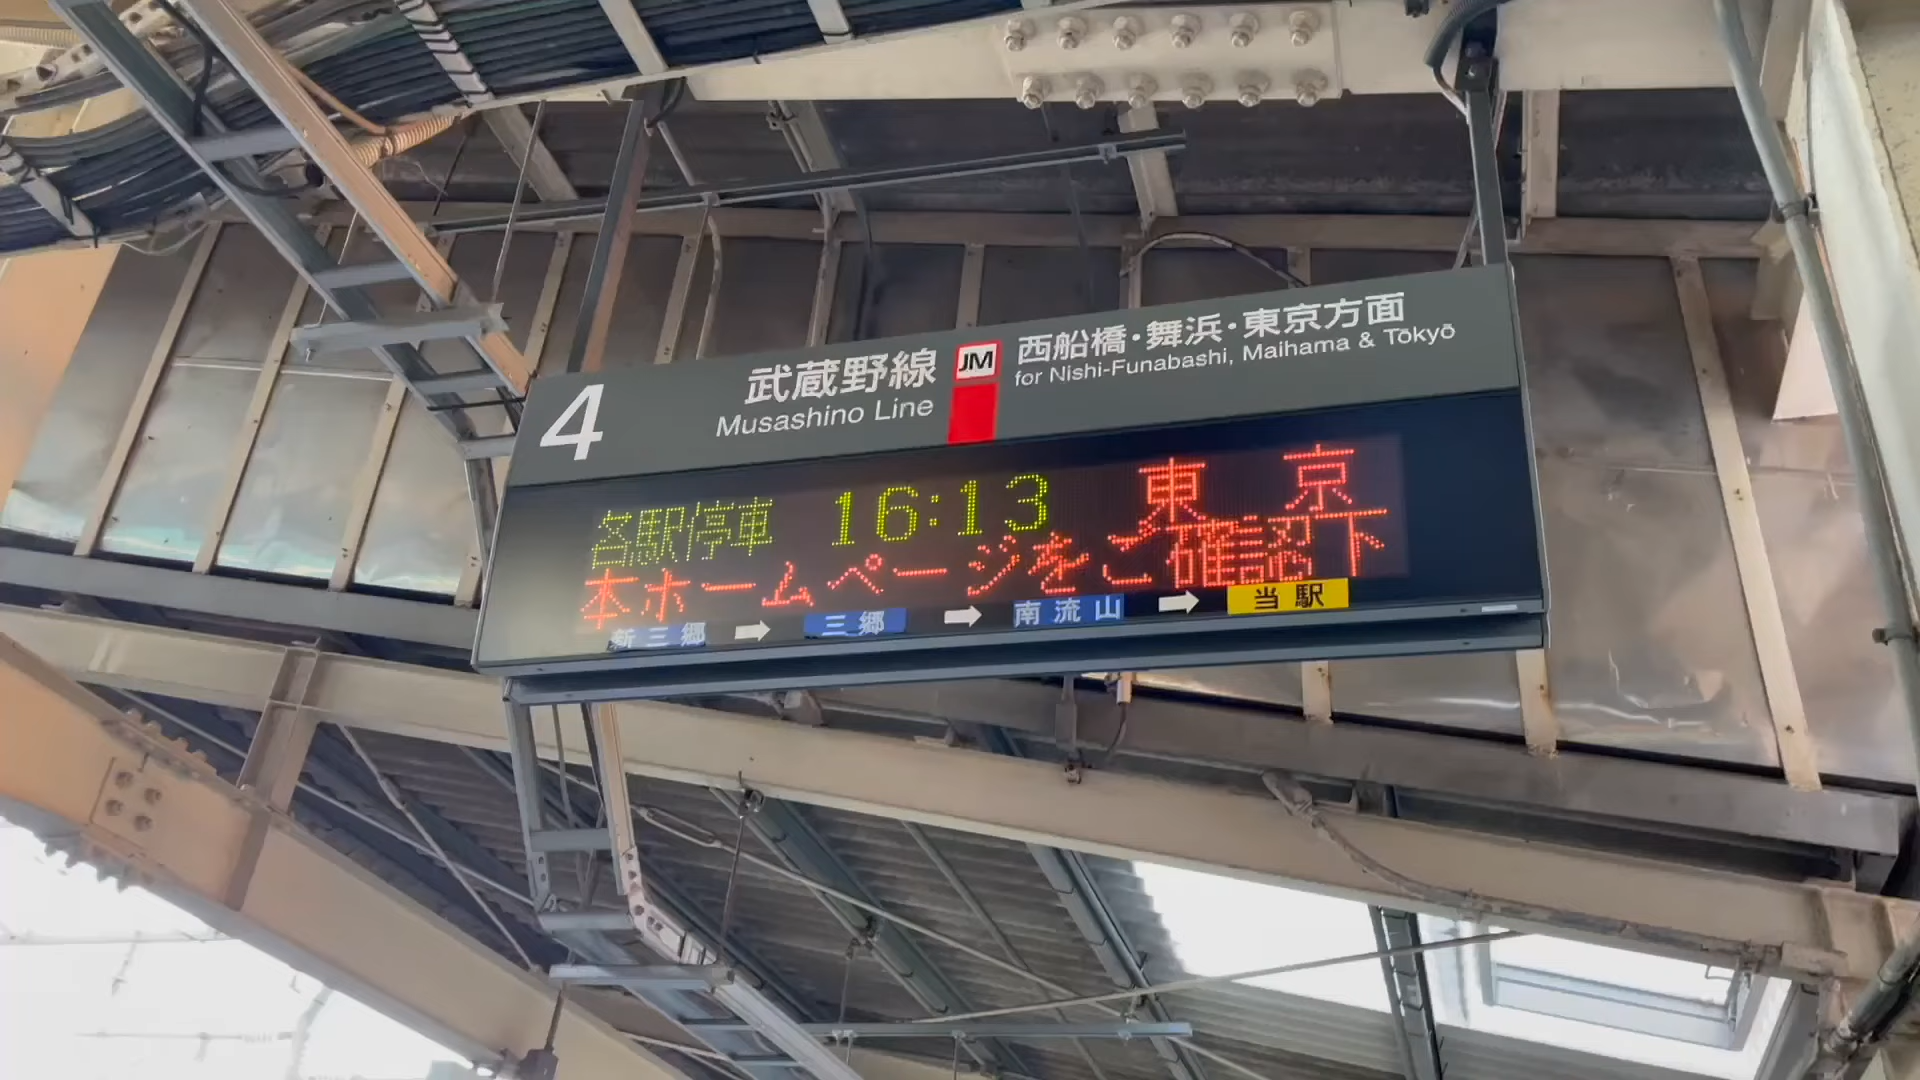 4 武蔵野線 JM 西船橋・舞浜・東京方面
Musashino Line for Nishi-Funabashi, Maihama & Tōkyō
各駅停車 16:13 東京
本ホームページをご確認下
新三郷 → 三郷 → 南流山 → 当駅